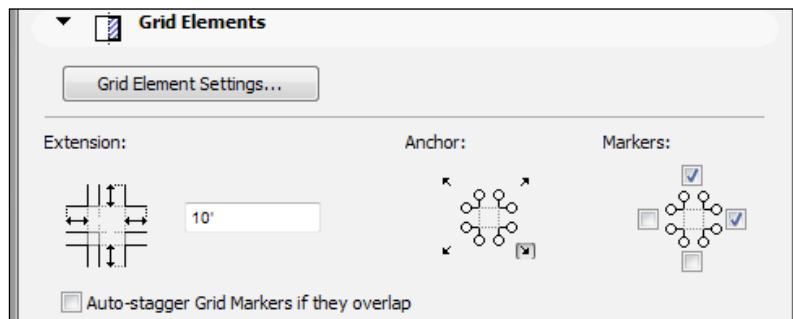 Grid Elements
Grid Element Settings...
Extension: Anchor: Markers:
10'
Auto-stagger Grid Markers if they overlap